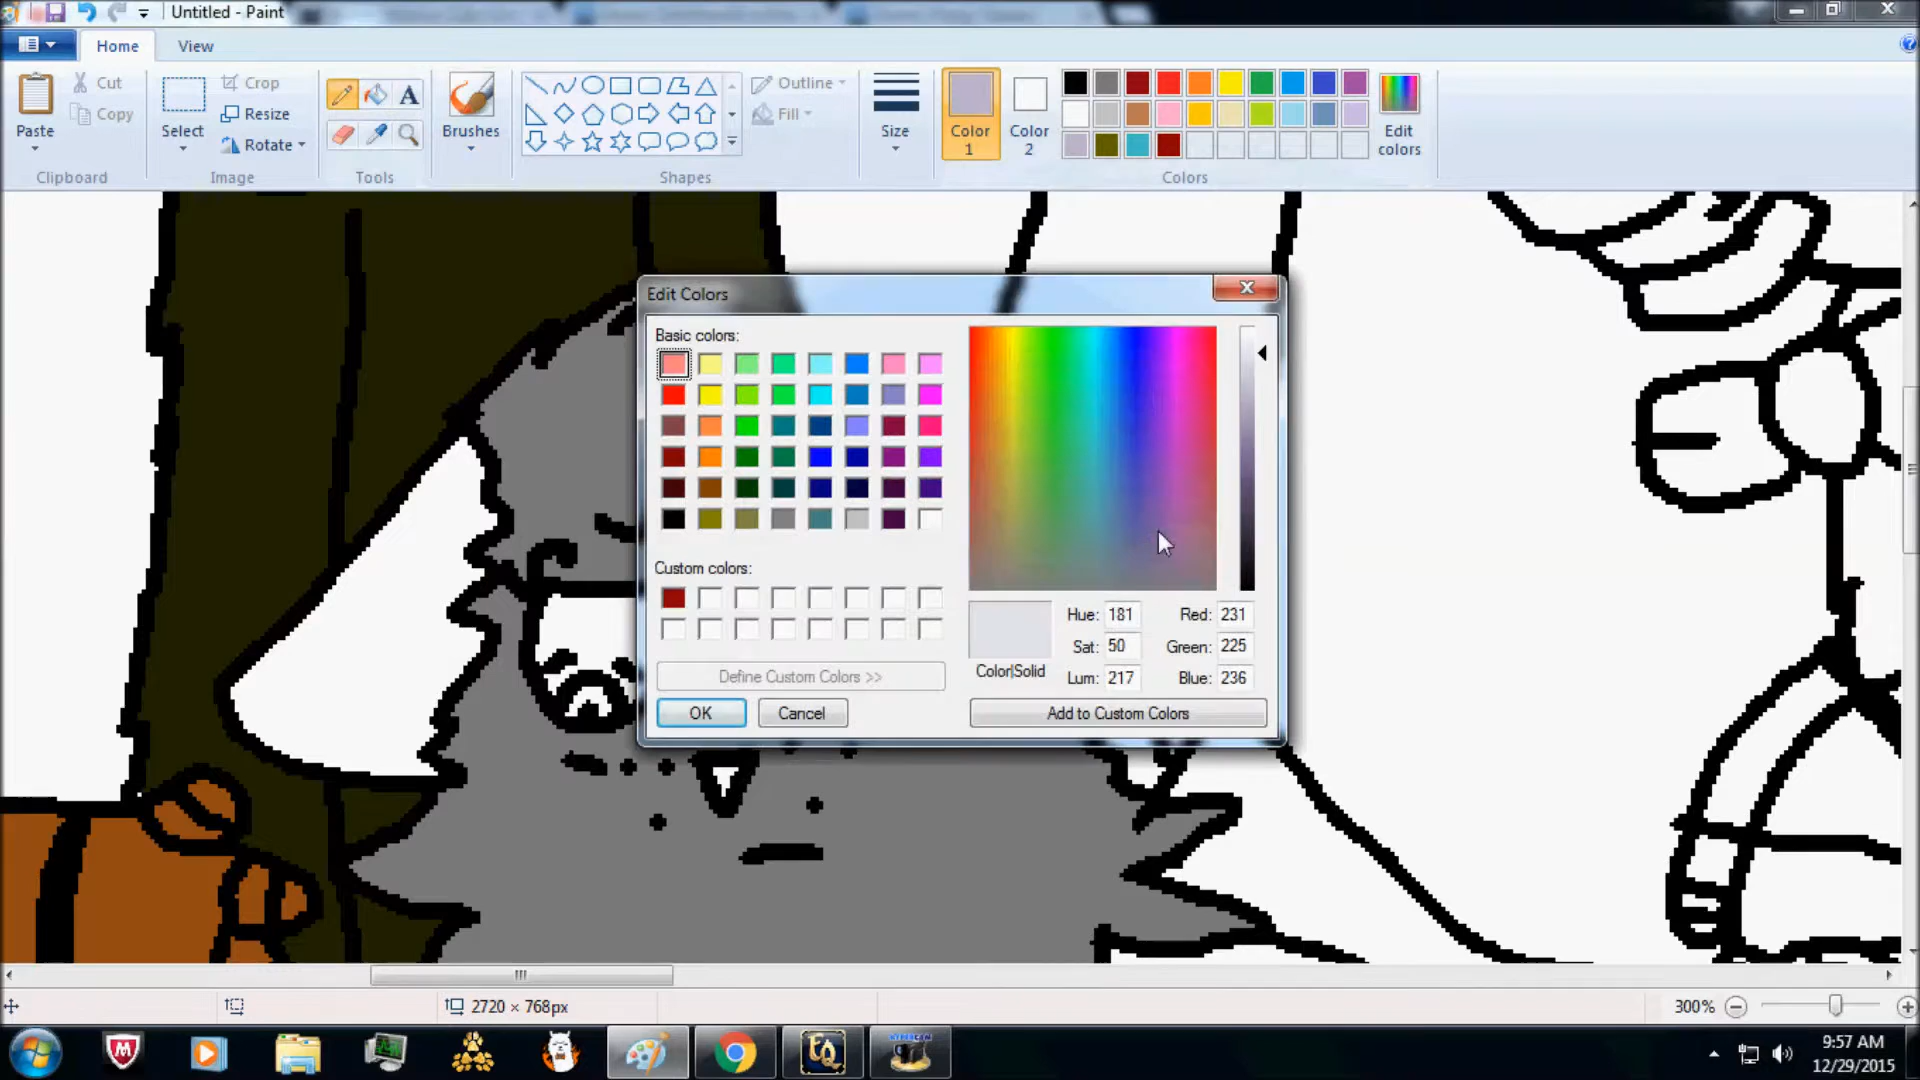 Untitled - Paint
Home
View
Cut
Copy
Paste
Clipboard
Crop
Resize
Rotate
Select
Image
A
Tools
Brushes
Shapes
Outline
Fill
Size
Color
1
Color
2
Edit
colors
Colors
Edit Colors
Basic colors:
Custom colors:
Define Custom Colors >>
OK
Cancel
Color|Solid
Hue: 181
Sat: 50
Lum: 217
Red: 231
Green: 225
Blue: 236
Add to Custom Colors
2720 × 768px
300%
EQ
9:57 AM
12/29/2015